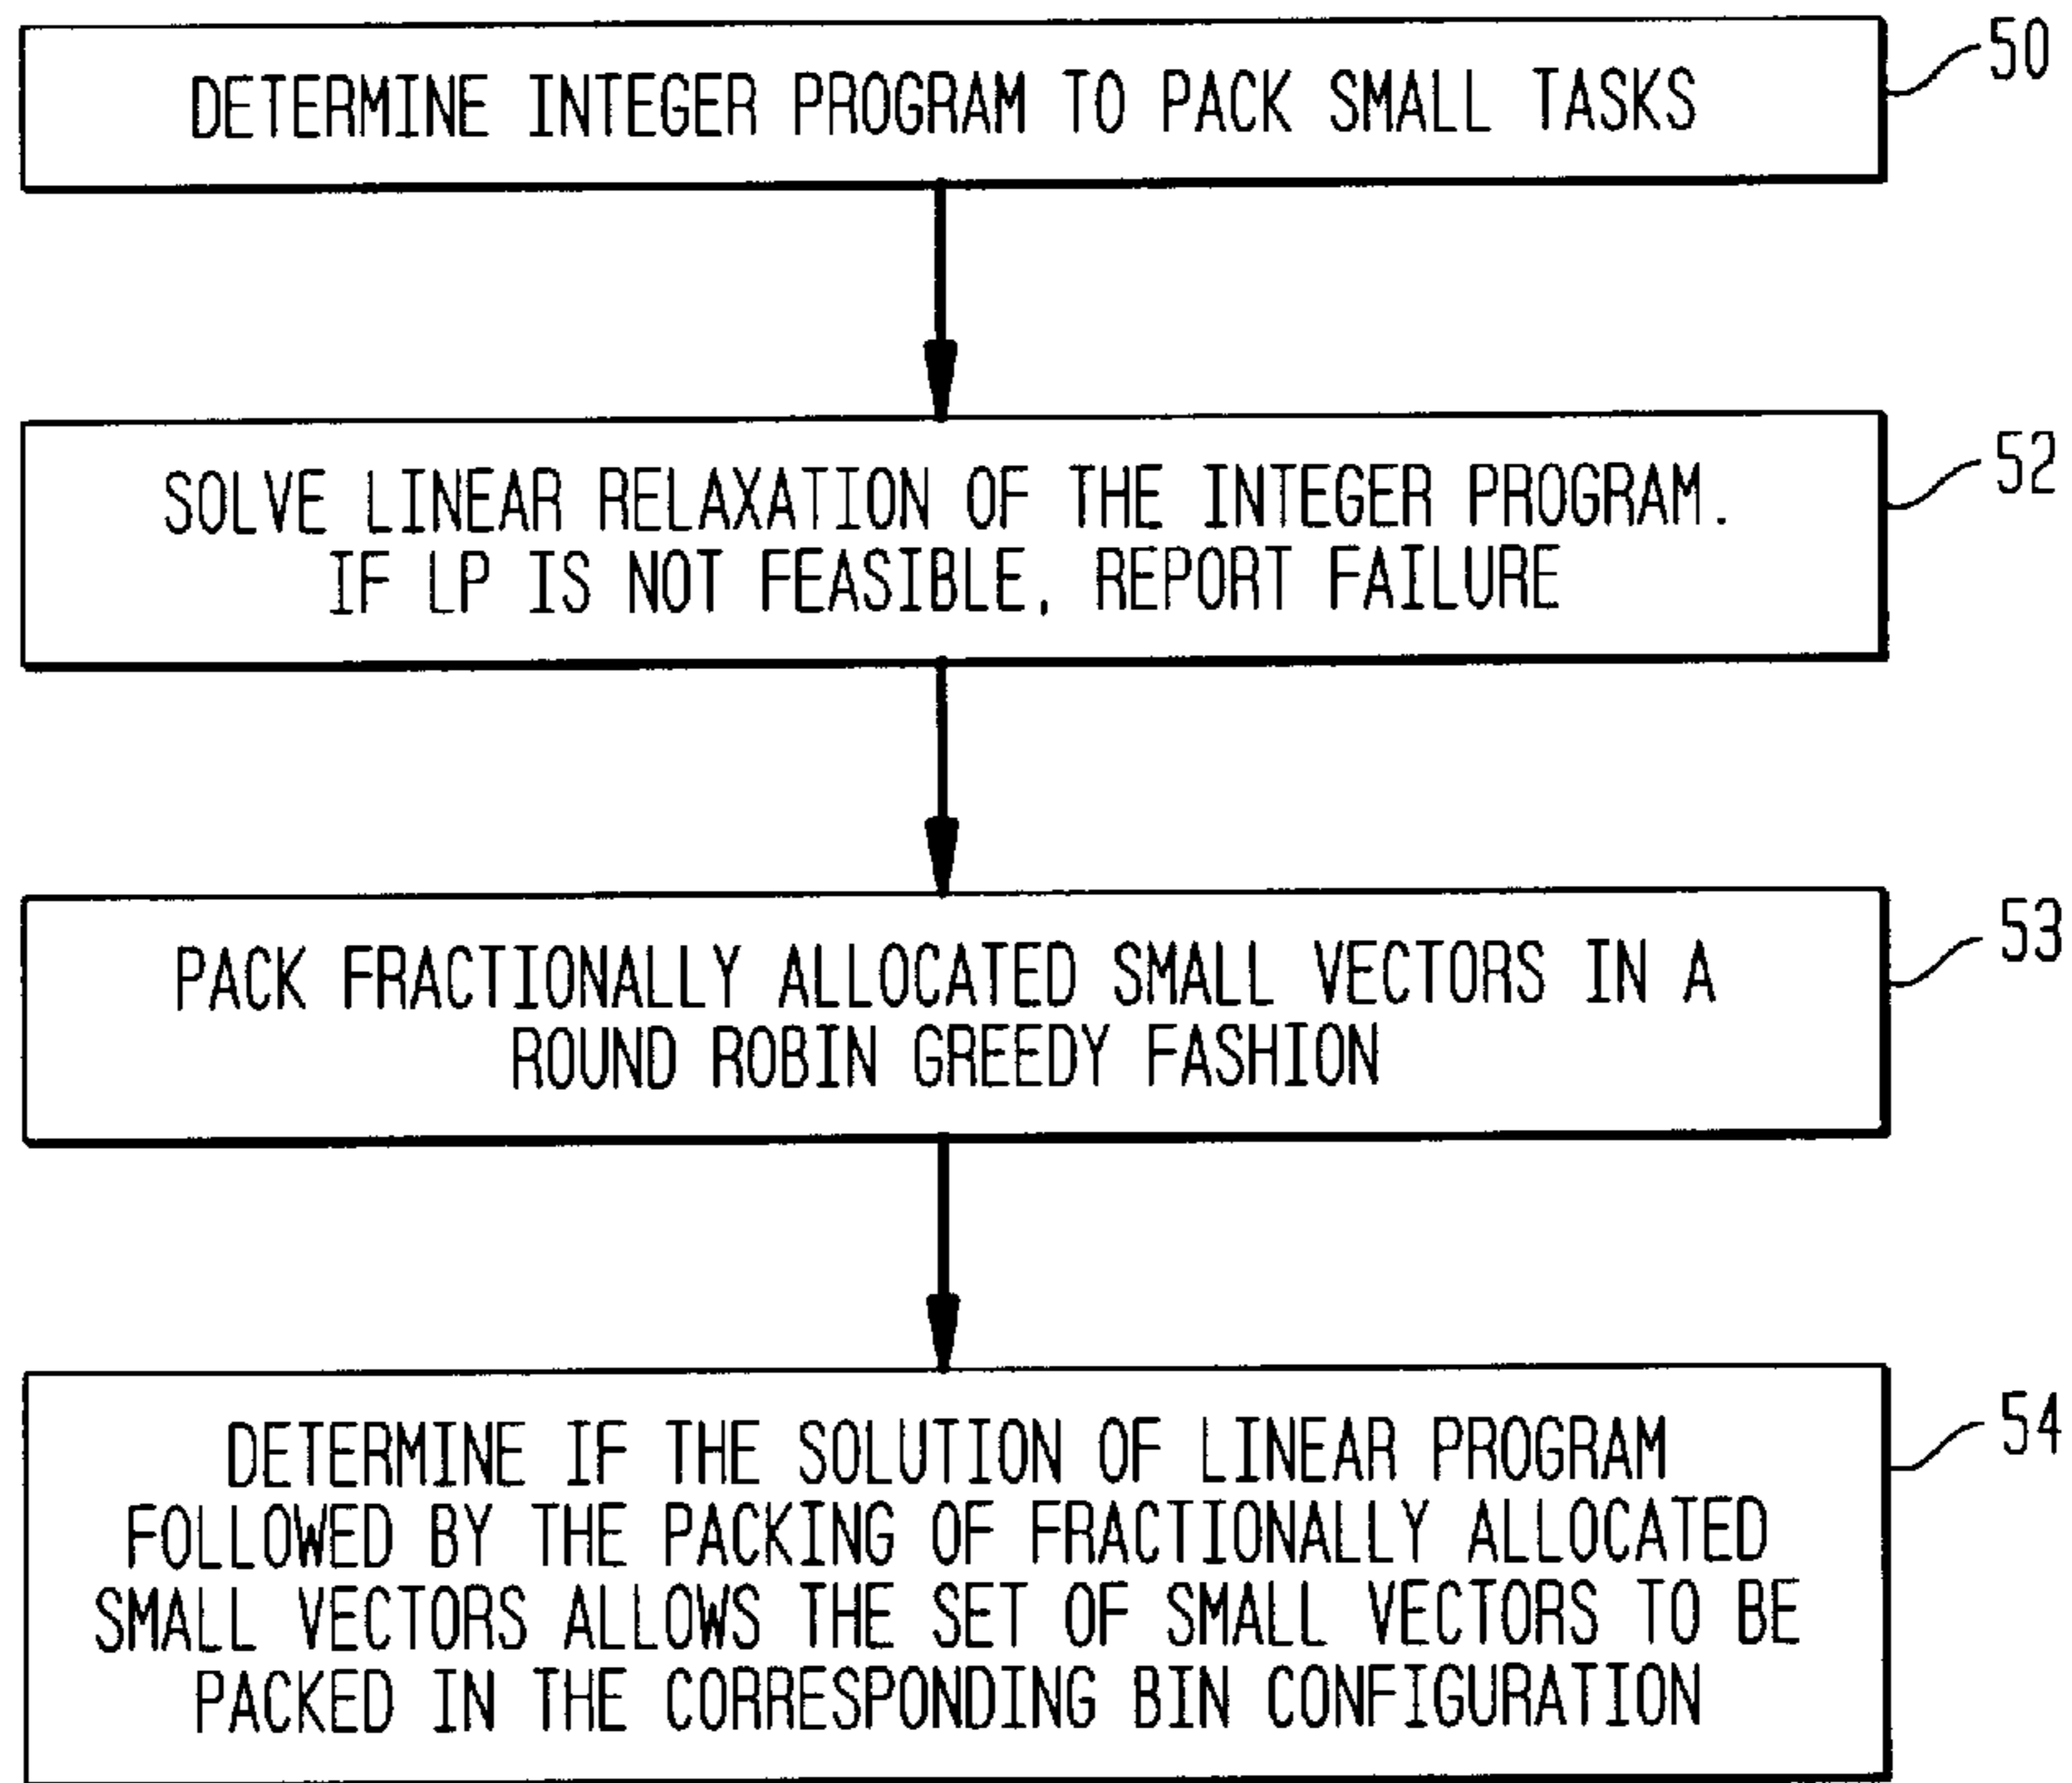 DETERMINE INTEGER PROGRAM TO PACK SMALL TASKS
50
SOLVE LINEAR RELAXATION OF THE INTEGER PROGRAM.
IF LP IS NOT FEASIBLE, REPORT FAILURE
52
PACK FRACTIONALLY ALLOCATED SMALL VECTORS IN A
ROUND ROBIN GREEDY FASHION
53
DETERMINE IF THE SOLUTION OF LINEAR PROGRAM
FOLLOWED BY THE PACKING OF FRACTIONALLY ALLOCATED
SMALL VECTORS ALLOWS THE SET OF SMALL VECTORS TO BE
PACKED IN THE CORRESPONDING BIN CONFIGURATION
54